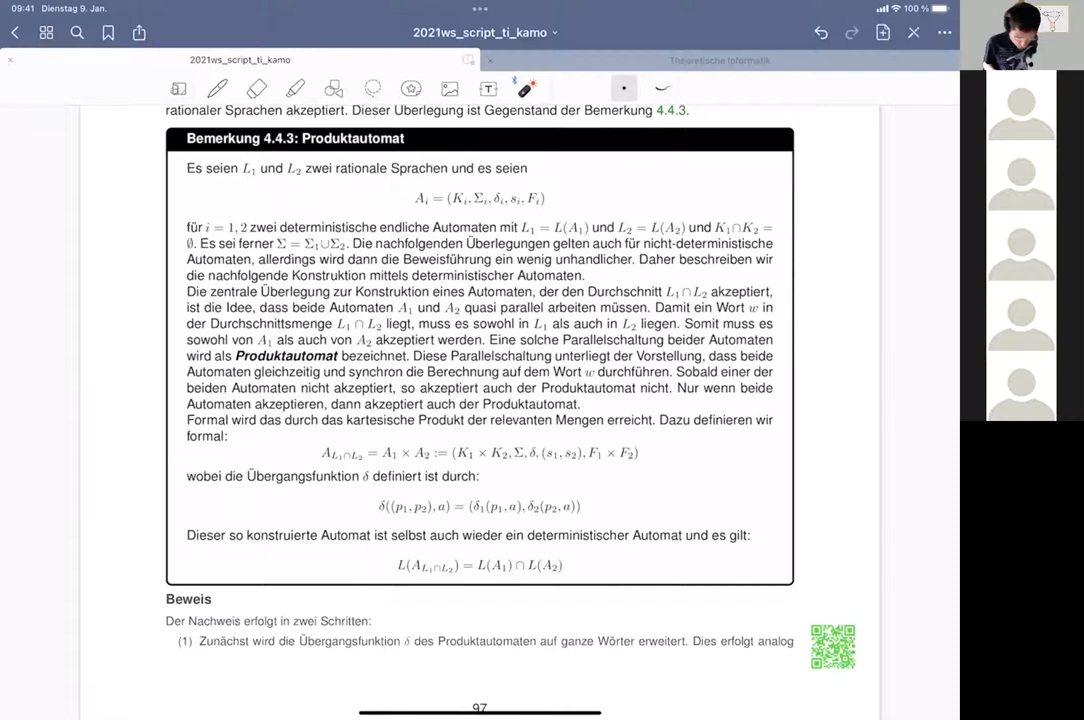 09:41 Dienstag 9. Jan.
100 %
2021ws_script_ti_kamo
2021ws_script_ti_kamo
Theoretische Informatik
T
rationaler Sprachen akzeptiert. Dieser Überlegung ist Gegenstand der Bemerkung 4.4.3.
Bemerkung 4.4.3: Produktautomat
Es seien L₁ und L₂ zwei rationale Sprachen und es seien
Aᵢ = (Kᵢ, Σᵢ, δᵢ, sᵢ, Fᵢ)
für i = 1, 2 zwei deterministische endliche Automaten mit L₁ = L(A₁) und L₂ = L(A₂) und K₁∩K₂ =
∅. Es sei ferner Σ = Σ₁∪Σ₂. Die nachfolgenden Überlegungen gelten auch für nicht-deterministische
Automaten, allerdings wird dann die Beweisführung ein wenig unhandlicher. Daher beschreiben wir
die nachfolgende Konstruktion mittels deterministischer Automaten.
Die zentrale Überlegung zur Konstruktion eines Automaten, der den Durchschnitt L₁ ∩ L₂ akzeptiert,
ist die Idee, dass beide Automaten A₁ und A₂ quasi parallel arbeiten müssen. Damit ein Wort w in
der Durchschnittsmenge L₁ ∩ L₂ liegt, muss es sowohl in L₁ als auch in L₂ liegen. Somit muss es
sowohl von A₁ als auch von A₂ akzeptiert werden. Eine solche Parallelschaltung beider Automaten
wird als Produktautomat bezeichnet. Diese Parallelschaltung unterliegt der Vorstellung, dass beide
Automaten gleichzeitig und synchron die Berechnung auf dem Wort w durchführen. Sobald einer der
beiden Automaten nicht akzeptiert, so akzeptiert auch der Produktautomat nicht. Nur wenn beide
Automaten akzeptieren, dann akzeptiert auch der Produktautomat.
Formal wird das durch das kartesische Produkt der relevanten Mengen erreicht. Dazu definieren wir
formal:
A_{L₁∩L₂} = A₁ × A₂ := (K₁ × K₂, Σ, δ, (s₁, s₂), F₁ × F₂)
wobei die Übergangsfunktion δ definiert ist durch:
δ((p₁, p₂), a) = (δ₁(p₁, a), δ₂(p₂, a))
Dieser so konstruierte Automat ist selbst auch wieder ein deterministischer Automat und es gilt:
L(A_{L₁∩L₂}) = L(A₁) ∩ L(A₂)
Beweis
Der Nachweis erfolgt in zwei Schritten:
(1) Zunächst wird die Übergangsfunktion δ des Produktautomaten auf ganze Wörter erweitert. Dies erfolgt analog
97